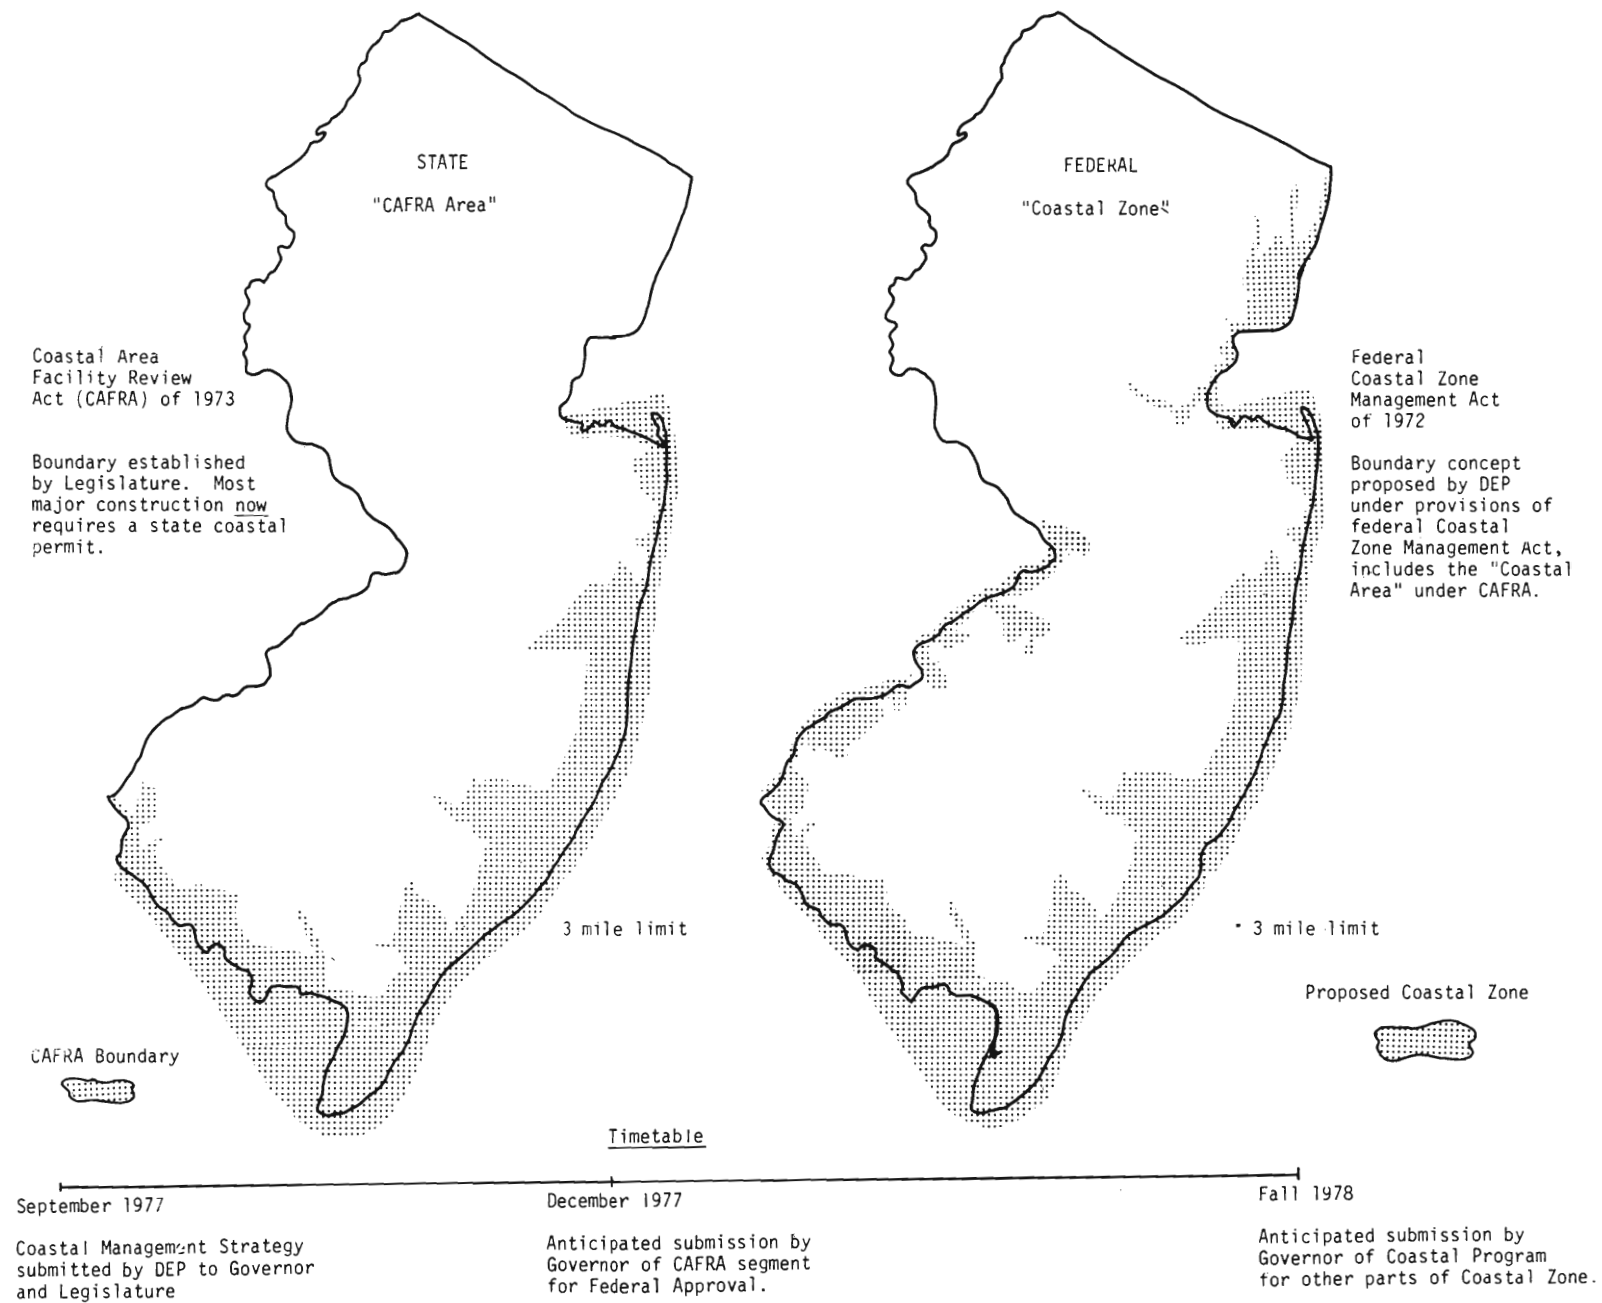 STATE
"CAFRA Area"
FEDERAL
"Coastal Zone"
Coastal Area
Facility Review
Act (CAFRA) of 1973
Boundary established
by Legislature. Most
major construction now
requires a state coastal
permit.
Federal
Coastal Zone
Management Act
of 1972
Boundary concept
proposed by DEP
under provisions of
federal Coastal
Zone Management Act,
includes the "Coastal
Area" under CAFRA.
3 mile limit
3 mile limit
CAFRA Boundary
Proposed Coastal Zone
Timetable
September 1977
Coastal Management Strategy
submitted by DEP to Governor
and Legislature
December 1977
Anticipated submission by
Governor of CAFRA segment
for Federal Approval.
Fall 1978
Anticipated submission by
Governor of Coastal Program
for other parts of Coastal Zone.